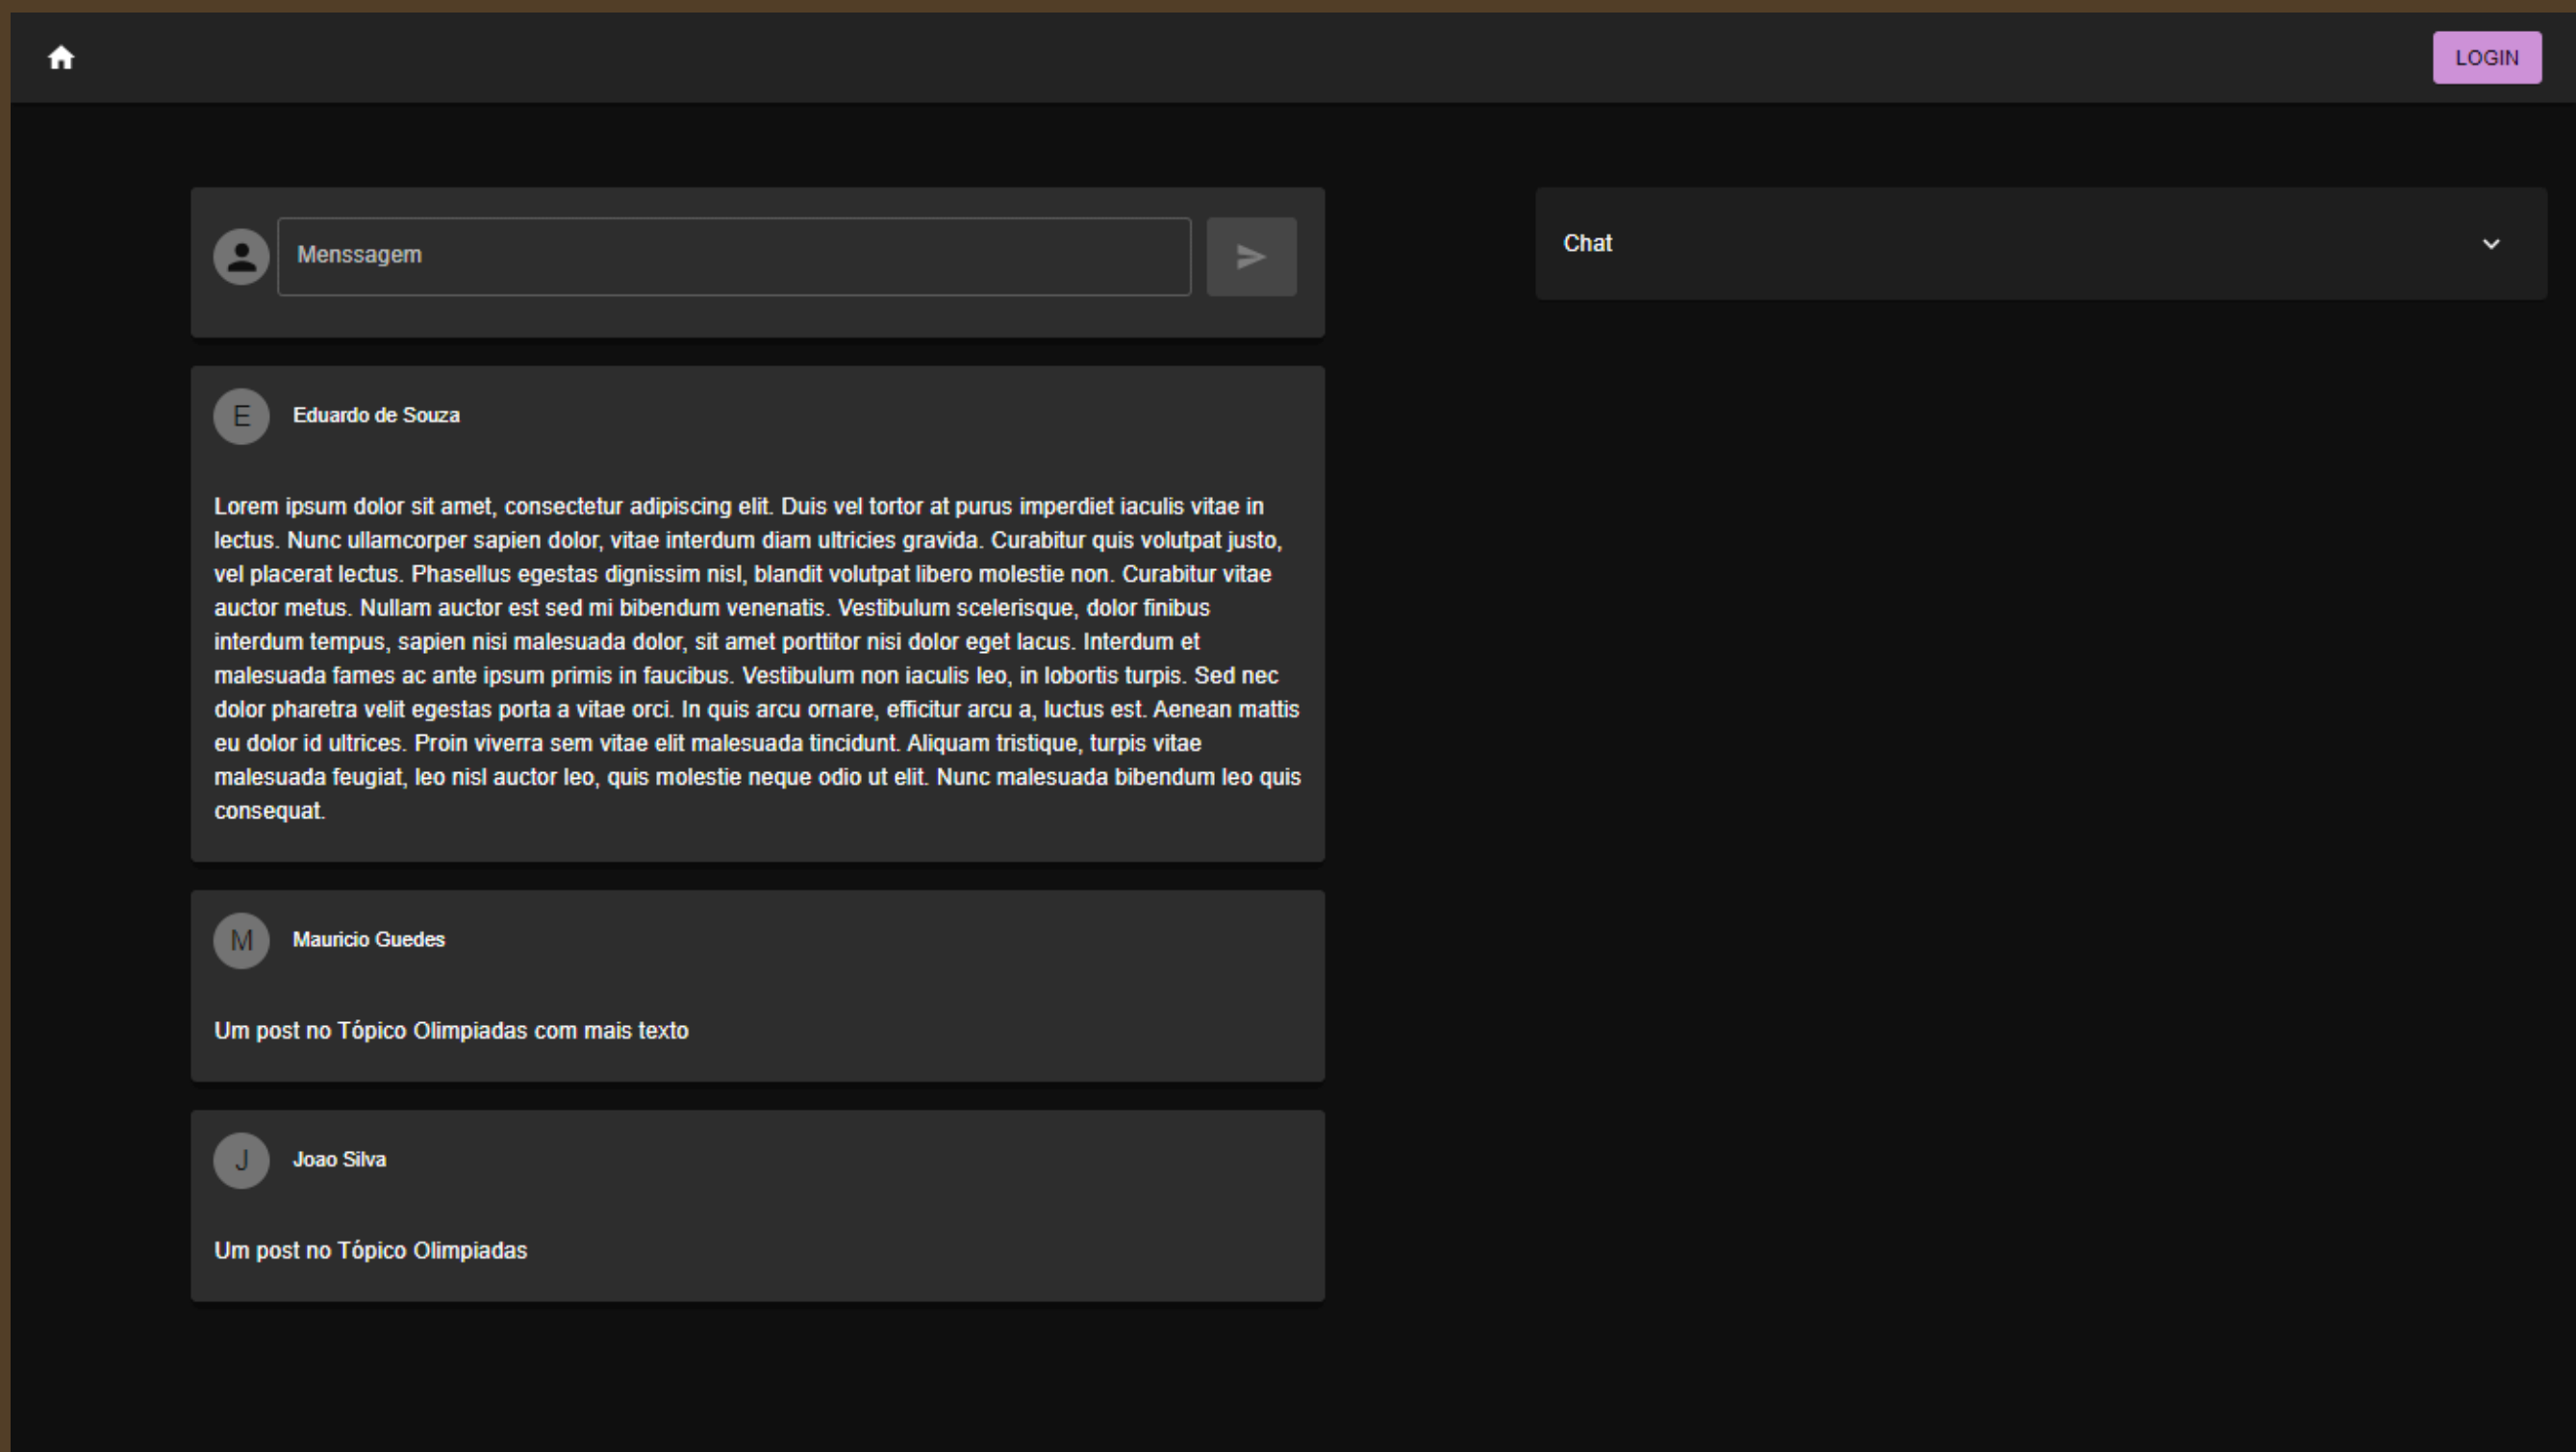 LOGIN
Menssagem
Chat
E
Eduardo de Souza
Lorem ipsum dolor sit amet, consectetur adipiscing elit. Duis vel tortor at purus imperdiet iaculis vitae in
lectus. Nunc ullamcorper sapien dolor, vitae interdum diam ultricies gravida. Curabitur quis volutpat justo,
vel placerat lectus. Phasellus egestas dignissim nisl, blandit volutpat libero molestie non. Curabitur vitae
auctor metus. Nullam auctor est sed mi bibendum venenatis. Vestibulum scelerisque, dolor finibus
interdum tempus, sapien nisi malesuada dolor, sit amet porttitor nisi dolor eget lacus. Interdum et
malesuada fames ac ante ipsum primis in faucibus. Vestibulum non iaculis leo, in lobortis turpis. Sed nec
dolor pharetra velit egestas porta a vitae orci. In quis arcu ornare, efficitur arcu a, luctus est. Aenean mattis
eu dolor id ultrices. Proin viverra sem vitae elit malesuada tincidunt. Aliquam tristique, turpis vitae
malesuada feugiat, leo nisl auctor leo, quis molestie neque odio ut elit. Nunc malesuada bibendum leo quis
consequat.
M
Mauricio Guedes
Um post no Tópico Olimpiadas com mais texto
J
Joao Silva
Um post no Tópico Olimpiadas